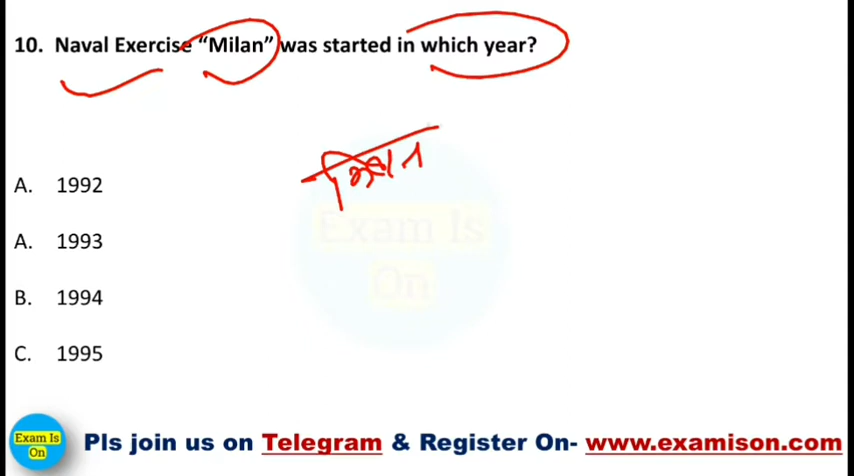 10. Naval Exercise “Milan” was started in which year?
A. 1992
A. 1993
B. 1994
C. 1995
Exam Is
On
Exam Is
On
Pls join us on Telegram & Register On- www.examison.com